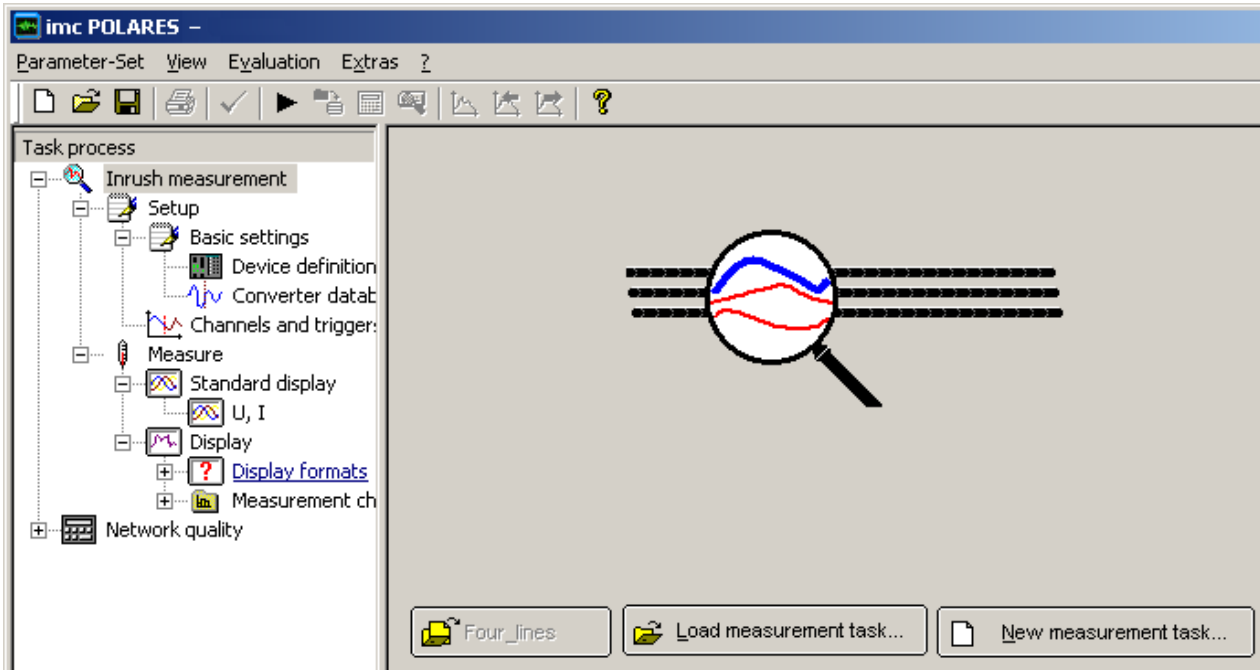 imc POLARES –
Parameter-Set View Evaluation Extras ?
Task process
Inrush measurement
Setup
Basic settings
Device definition
Converter datab
Channels and triggers
Measure
Standard display
U, I
Display
Display formats
Measurement ch
Network quality
Four_lines
Load measurement task...
New measurement task...